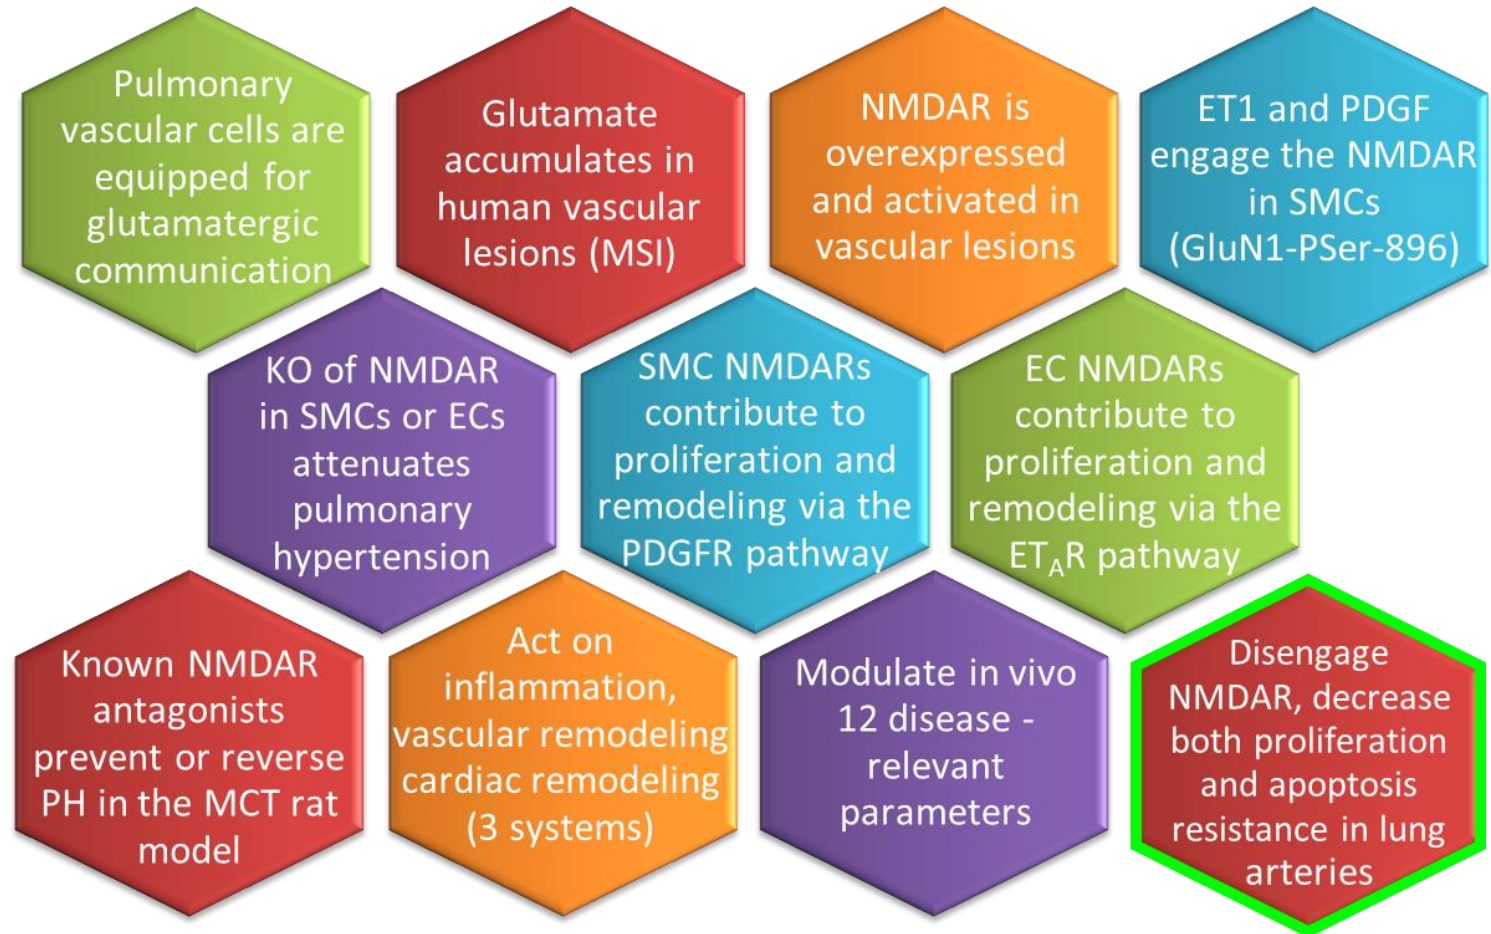 Pulmonary
vascular cells are
equipped for
glutamatergic
communication
Glutamate
accumulates in
human vascular
lesions (MSI)
NMDAR is
overexpressed
and activated in
vascular lesions
ET1 and PDGF
engage the NMDAR
in SMCs
(GluN1-PSer-896)
KO of NMDAR
in SMCs or ECs
attenuates
pulmonary
hypertension
SMC NMDARs
contribute to
proliferation and
remodeling via the
PDGFR pathway
EC NMDARs
contribute to
proliferation and
remodeling via the
ETAR pathway
Known NMDAR
antagonists
prevent or reverse
PH in the MCT rat
model
Act on
inflammation,
vascular remodeling
cardiac remodeling
(3 systems)
Modulate in vivo
12 disease -
relevant
parameters
Disengage
NMDAR, decrease
both proliferation
and apoptosis
resistance in lung
arteries